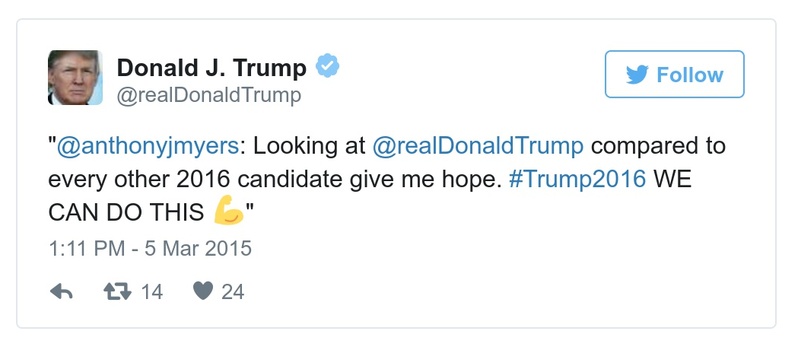 Donald J. Trump
@realDonaldTrump
Follow
"@anthonyjmyers: Looking at @realDonaldTrump compared to
every other 2016 candidate give me hope. #Trump2016 WE
CAN DO THIS 💪"
1:11 PM - 5 Mar 2015
14 24